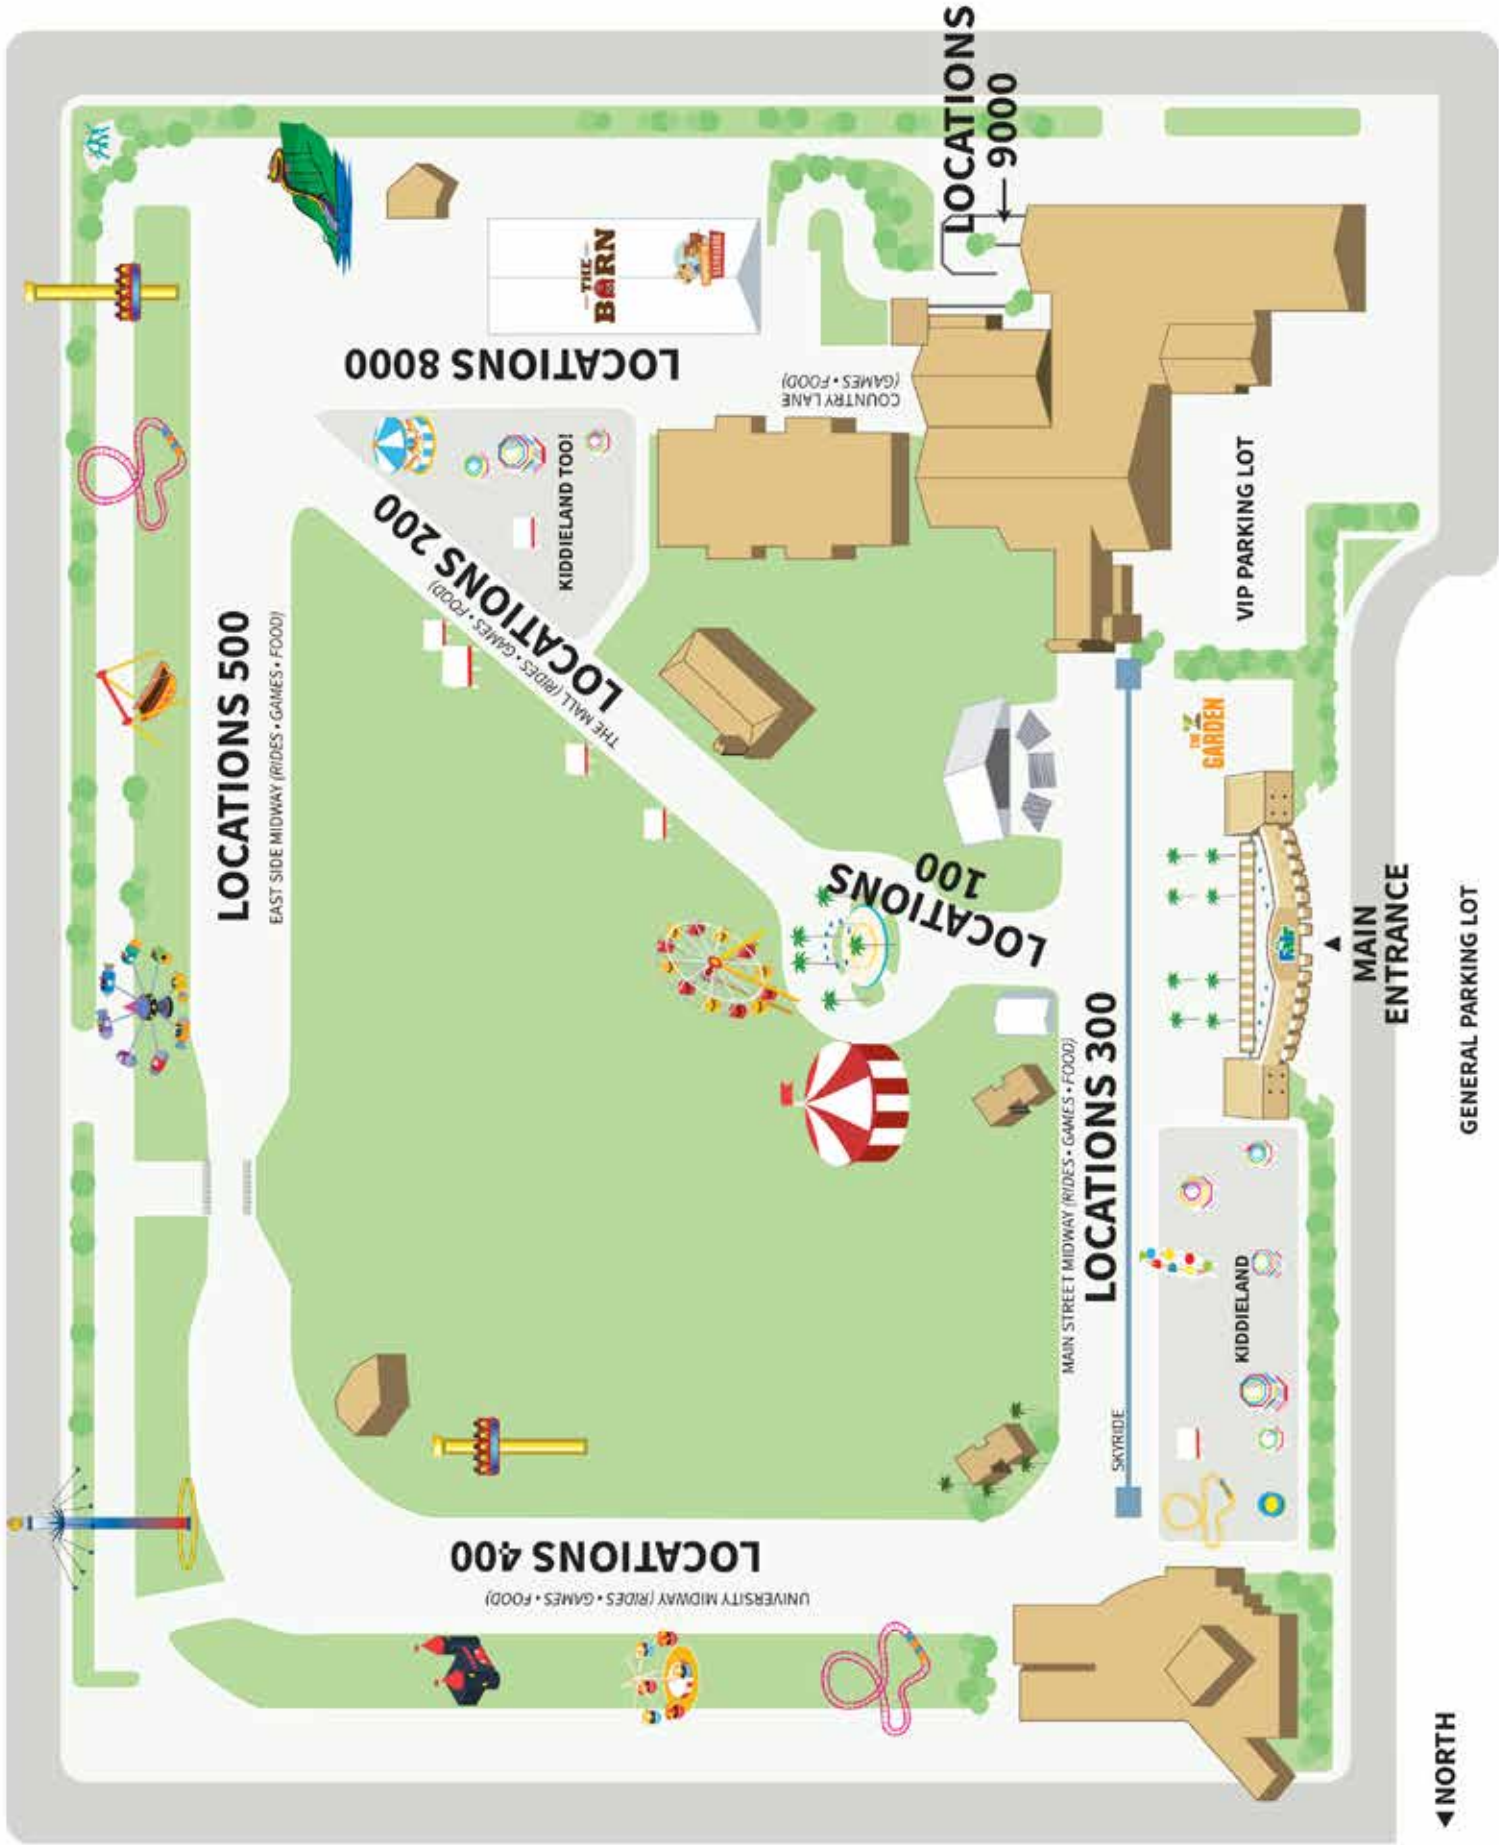 LOCATIONS
9000
THE
BARN
LOCATIONS 8000
COUNTRY LANE
(GAMES • FOOD)
KIDDIELAND TOO!
LOCATIONS 200
THE MALL (RIDES • GAMES • FOOD)
LOCATIONS 500
EAST SIDE MIDWAY (RIDES • GAMES • FOOD)
VIP PARKING LOT
THE
GARDEN
LOCATIONS
100
Fair
MAIN
ENTRANCE
GENERAL PARKING LOT
MAIN STREET MIDWAY (RIDES • GAMES • FOOD)
LOCATIONS 300
SKYRIDE
KIDDIELAND
LOCATIONS 400
UNIVERSITY MIDWAY (RIDES • GAMES • FOOD)
NORTH